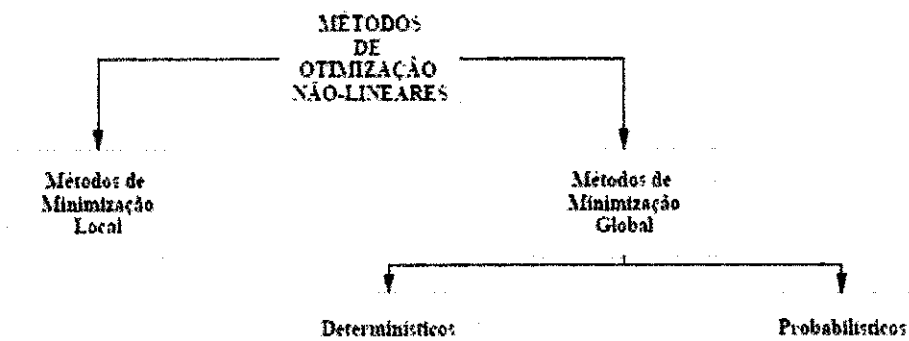 MÉTODOS
DE
OTIMIZAÇÃO
NÃO-LINEARES
Métodos de
Minimização
Local
Métodos de
Minimização
Global
Determinísticos
Probabilísticos